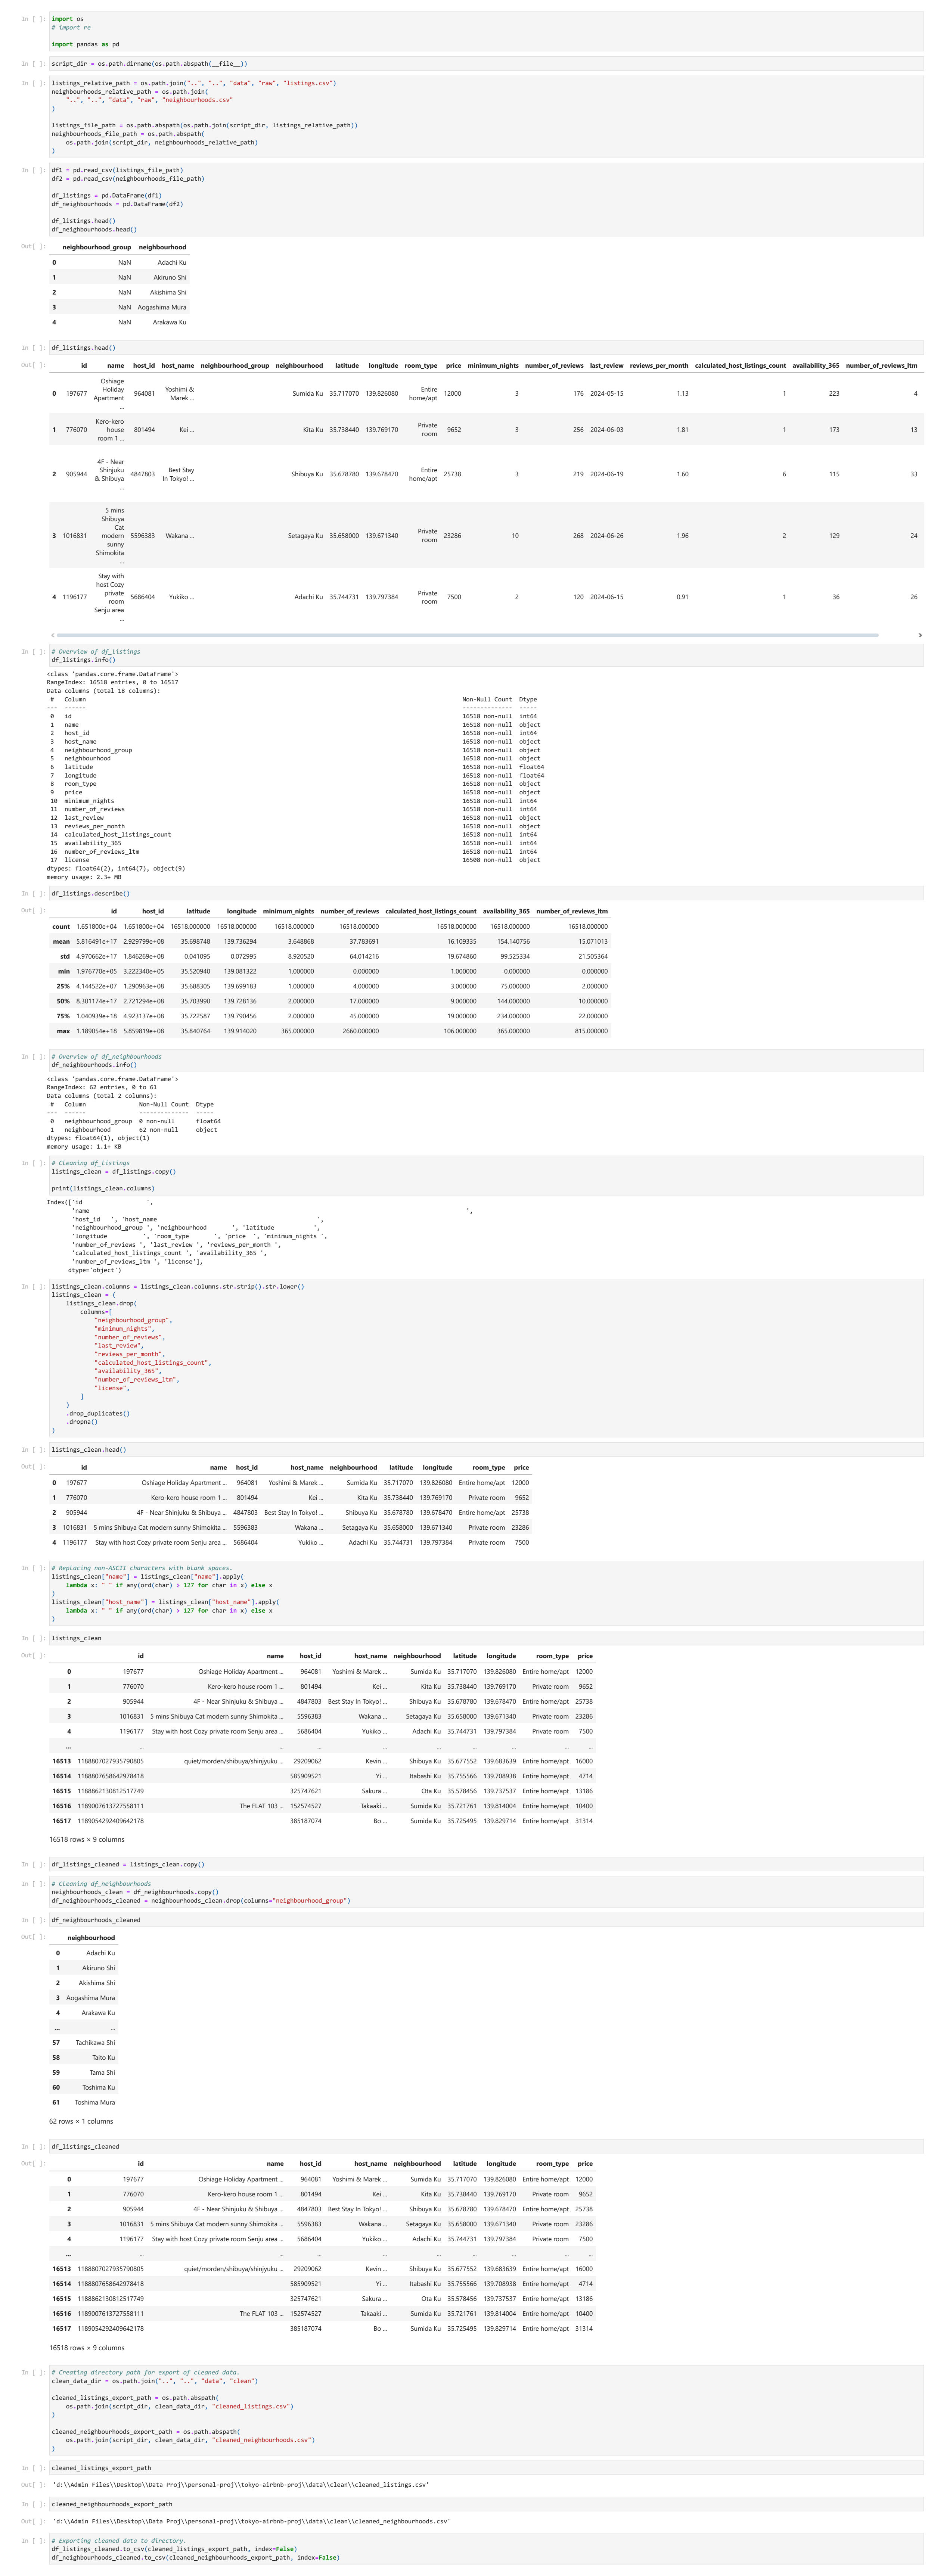 In [ ]: import os
# import re
import pandas as pd
In [ ]: script_dir = os.path.dirname(os.path.abspath(__file__))
In [ ]: listings_relative_path = os.path.join("..", "..", "data", "raw", "listings.csv")
neighbourhoods_relative_path = os.path.join(
    "..", "..", "data", "raw", "neighbourhoods.csv"
)
listings_file_path = os.path.abspath(os.path.join(script_dir, listings_relative_path))
neighbourhoods_file_path = os.path.abspath(
    os.path.join(script_dir, neighbourhoods_relative_path)
)
In [ ]: df1 = pd.read_csv(listings_file_path)
df2 = pd.read_csv(neighbourhoods_file_path)
df_listings = pd.DataFrame(df1)
df_neighbourhoods = pd.DataFrame(df2)
df_listings.head()
df_neighbourhoods.head()
Out[ ]: neighbourhood_group neighbourhood
0 NaN Adachi Ku
1 NaN Akiruno Shi
2 NaN Akishima Shi
3 NaN Aogashima Mura
4 NaN Arakawa Ku
In [ ]: df_listings.head()
Out[ ]: id name host_id host_name neighbourhood_group neighbourhood latitude longitude room_type price minimum_nights number_of_reviews last_review reviews_per_month calculated_host_listings_count availability_365 number_of_reviews_ltm
0 197677 Oshiage Holiday Apartment ... 964081 Yoshimi & Marek ... Sumida Ku 35.717070 139.826080 Entire home/apt 12000 3 176 2024-05-15 1.13 1 223 4
1 776070 Kero-kero house room 1 ... 801494 Kei ... Kita Ku 35.738440 139.769170 Private room 9652 3 256 2024-06-03 1.81 1 173 13
2 905944 4F - Near Shinjuku & Shibuya ... 4847803 Best Stay In Tokyo! ... Shibuya Ku 35.678780 139.678470 Entire home/apt 25738 3 219 2024-06-19 1.60 6 115 33
3 1016831 5 mins Shibuya Cat modern sunny Shimokita ... 5596383 Wakana ... Setagaya Ku 35.658000 139.671340 Private room 23286 10 268 2024-06-26 1.96 2 129 24
4 1196177 Stay with host Cozy private room Senju area ... 5686404 Yukiko ... Adachi Ku 35.744731 139.797384 Private room 7500 2 120 2024-06-15 0.91 1 36 26
In [ ]: # Overview of df_listings
df_listings.info()
<class 'pandas.core.frame.DataFrame'>
RangeIndex: 16518 entries, 0 to 16517
Data columns (total 18 columns):
 #   Column   Non-Null Count  Dtype
---  ------   --------------  -----
 0   id   16518 non-null  int64
 1   name   16518 non-null  object
 2   host_id   16518 non-null  int64
 3   host_name   16518 non-null  object
 4   neighbourhood_group   16518 non-null  object
 5   neighbourhood   16518 non-null  object
 6   latitude   16518 non-null  float64
 7   longitude   16518 non-null  float64
 8   room_type   16518 non-null  object
 9   price   16518 non-null  object
 10  minimum_nights   16518 non-null  int64
 11  number_of_reviews   16518 non-null  int64
 12  last_review   16518 non-null  object
 13  reviews_per_month   16518 non-null  object
 14  calculated_host_listings_count   16518 non-null  int64
 15  availability_365   16518 non-null  int64
 16  number_of_reviews_ltm   16518 non-null  int64
 17  license   16508 non-null  object
dtypes: float64(2), int64(7), object(9)
memory usage: 2.3+ MB
In [ ]: df_listings.describe()
Out[ ]: id host_id latitude longitude minimum_nights number_of_reviews calculated_host_listings_count availability_365 number_of_reviews_ltm
count 1.651800e+04 1.651800e+04 16518.000000 16518.000000 16518.000000 16518.000000 16518.000000 16518.000000 16518.000000
mean 5.816491e+17 2.929799e+08 35.698748 139.736294 3.648868 37.783691 16.109335 154.140756 15.071013
std 4.970662e+17 1.846269e+08 0.041095 0.072995 8.920520 64.014216 19.674860 99.525334 21.505364
min 1.976770e+05 3.222340e+05 35.520940 139.081322 1.000000 0.000000 1.000000 0.000000 0.000000
25% 4.144522e+07 1.290963e+08 35.688305 139.699183 1.000000 4.000000 3.000000 75.000000 2.000000
50% 8.301174e+17 2.721294e+08 35.703990 139.728136 2.000000 17.000000 9.000000 144.000000 10.000000
75% 1.040939e+18 4.923137e+08 35.722587 139.790456 2.000000 45.000000 19.000000 234.000000 22.000000
max 1.189054e+18 5.859819e+08 35.840764 139.914020 365.000000 2660.000000 106.000000 365.000000 815.000000
In [ ]: # Overview of df_neighbourhoods
df_neighbourhoods.info()
<class 'pandas.core.frame.DataFrame'>
RangeIndex: 62 entries, 0 to 61
Data columns (total 2 columns):
 #   Column               Non-Null Count  Dtype
---  ------               --------------  -----
 0   neighbourhood_group  0 non-null      float64
 1   neighbourhood        62 non-null     object
dtypes: float64(1), object(1)
memory usage: 1.1+ KB
In [ ]: # Cleaning df_listings
listings_clean = df_listings.copy()
print(listings_clean.columns)
Index(['id                  ',
       'name                  ',
       'host_id   ', 'host_name                  ',
       'neighbourhood_group ', 'neighbourhood       ', 'latitude           ',
       'longitude          ', 'room_type       ', 'price  ', 'minimum_nights ',
       'number_of_reviews ', 'last_review ', 'reviews_per_month ',
       'calculated_host_listings_count ', 'availability_365 ',
       'number_of_reviews_ltm ', 'license'],
      dtype='object')
In [ ]: listings_clean.columns = listings_clean.columns.str.strip().str.lower()
listings_clean = (
    listings_clean.drop(
        columns=[
            "neighbourhood_group",
            "minimum_nights",
            "number_of_reviews",
            "last_review",
            "reviews_per_month",
            "calculated_host_listings_count",
            "availability_365",
            "number_of_reviews_ltm",
            "license",
        ]
    )
    .drop_duplicates()
    .dropna()
)
In [ ]: listings_clean.head()
Out[ ]: id name host_id host_name neighbourhood latitude longitude room_type price
0 197677 Oshiage Holiday Apartment ... 964081 Yoshimi & Marek ... Sumida Ku 35.717070 139.826080 Entire home/apt 12000
1 776070 Kero-kero house room 1 ... 801494 Kei ... Kita Ku 35.738440 139.769170 Private room 9652
2 905944 4F - Near Shinjuku & Shibuya ... 4847803 Best Stay In Tokyo! ... Shibuya Ku 35.678780 139.678470 Entire home/apt 25738
3 1016831 5 mins Shibuya Cat modern sunny Shimokita ... 5596383 Wakana ... Setagaya Ku 35.658000 139.671340 Private room 23286
4 1196177 Stay with host Cozy private room Senju area ... 5686404 Yukiko ... Adachi Ku 35.744731 139.797384 Private room 7500
In [ ]: # Replacing non-ASCII characters with blank spaces.
listings_clean["name"] = listings_clean["name"].apply(
    lambda x: " " if any(ord(char) > 127 for char in x) else x
)
listings_clean["host_name"] = listings_clean["host_name"].apply(
    lambda x: " " if any(ord(char) > 127 for char in x) else x
)
In [ ]: listings_clean
Out[ ]: id name host_id host_name neighbourhood latitude longitude room_type price
0 197677 Oshiage Holiday Apartment ... 964081 Yoshimi & Marek ... Sumida Ku 35.717070 139.826080 Entire home/apt 12000
1 776070 Kero-kero house room 1 ... 801494 Kei ... Kita Ku 35.738440 139.769170 Private room 9652
2 905944 4F - Near Shinjuku & Shibuya ... 4847803 Best Stay In Tokyo! ... Shibuya Ku 35.678780 139.678470 Entire home/apt 25738
3 1016831 5 mins Shibuya Cat modern sunny Shimokita ... 5596383 Wakana ... Setagaya Ku 35.658000 139.671340 Private room 23286
4 1196177 Stay with host Cozy private room Senju area ... 5686404 Yukiko ... Adachi Ku 35.744731 139.797384 Private room 7500
... ... ... ... ... ... ... ... ... ...
16513 1188807027935790805 quiet/morden/shibuya/shinjyuku ... 29209062 Kevin ... Shibuya Ku 35.677552 139.683639 Entire home/apt 16000
16514 1188807658642978418 585909521 Yi ... Itabashi Ku 35.755566 139.708938 Entire home/apt 4714
16515 1188862130812517749 325747621 Sakura ... Ota Ku 35.578456 139.737537 Entire home/apt 13186
16516 1189007613727558111 The FLAT 103 ... 152574527 Takaaki ... Sumida Ku 35.721761 139.814004 Entire home/apt 10400
16517 1189054292409642178 385187074 Bo ... Sumida Ku 35.725495 139.829714 Entire home/apt 31314
16518 rows × 9 columns
In [ ]: df_listings_cleaned = listings_clean.copy()
In [ ]: # Cleaning df_neighbourhoods
neighbourhoods_clean = df_neighbourhoods.copy()
df_neighbourhoods_cleaned = neighbourhoods_clean.drop(columns="neighbourhood_group")
In [ ]: df_neighbourhoods_cleaned
Out[ ]: neighbourhood
0 Adachi Ku
1 Akiruno Shi
2 Akishima Shi
3 Aogashima Mura
4 Arakawa Ku
... ...
57 Tachikawa Shi
58 Taito Ku
59 Tama Shi
60 Toshima Ku
61 Toshima Mura
62 rows × 1 columns
In [ ]: df_listings_cleaned
Out[ ]: id name host_id host_name neighbourhood latitude longitude room_type price
0 197677 Oshiage Holiday Apartment ... 964081 Yoshimi & Marek ... Sumida Ku 35.717070 139.826080 Entire home/apt 12000
1 776070 Kero-kero house room 1 ... 801494 Kei ... Kita Ku 35.738440 139.769170 Private room 9652
2 905944 4F - Near Shinjuku & Shibuya ... 4847803 Best Stay In Tokyo! ... Shibuya Ku 35.678780 139.678470 Entire home/apt 25738
3 1016831 5 mins Shibuya Cat modern sunny Shimokita ... 5596383 Wakana ... Setagaya Ku 35.658000 139.671340 Private room 23286
4 1196177 Stay with host Cozy private room Senju area ... 5686404 Yukiko ... Adachi Ku 35.744731 139.797384 Private room 7500
... ... ... ... ... ... ... ... ... ...
16513 1188807027935790805 quiet/morden/shibuya/shinjyuku ... 29209062 Kevin ... Shibuya Ku 35.677552 139.683639 Entire home/apt 16000
16514 1188807658642978418 585909521 Yi ... Itabashi Ku 35.755566 139.708938 Entire home/apt 4714
16515 1188862130812517749 325747621 Sakura ... Ota Ku 35.578456 139.737537 Entire home/apt 13186
16516 1189007613727558111 The FLAT 103 ... 152574527 Takaaki ... Sumida Ku 35.721761 139.814004 Entire home/apt 10400
16517 1189054292409642178 385187074 Bo ... Sumida Ku 35.725495 139.829714 Entire home/apt 31314
16518 rows × 9 columns
In [ ]: # Creating directory path for export of cleaned data.
clean_data_dir = os.path.join("..", "..", "data", "clean")
cleaned_listings_export_path = os.path.abspath(
    os.path.join(script_dir, clean_data_dir, "cleaned_listings.csv")
)
cleaned_neighbourhoods_export_path = os.path.abspath(
    os.path.join(script_dir, clean_data_dir, "cleaned_neighbourhoods.csv")
)
In [ ]: cleaned_listings_export_path
Out[ ]: 'd:\\Admin Files\\Desktop\\Data Proj\\personal-proj\\tokyo-airbnb-proj\\data\\clean\\cleaned_listings.csv'
In [ ]: cleaned_neighbourhoods_export_path
Out[ ]: 'd:\\Admin Files\\Desktop\\Data Proj\\personal-proj\\tokyo-airbnb-proj\\data\\clean\\cleaned_neighbourhoods.csv'
In [ ]: # Exporting cleaned data to directory.
df_listings_cleaned.to_csv(cleaned_listings_export_path, index=False)
df_neighbourhoods_cleaned.to_csv(cleaned_neighbourhoods_export_path, index=False)